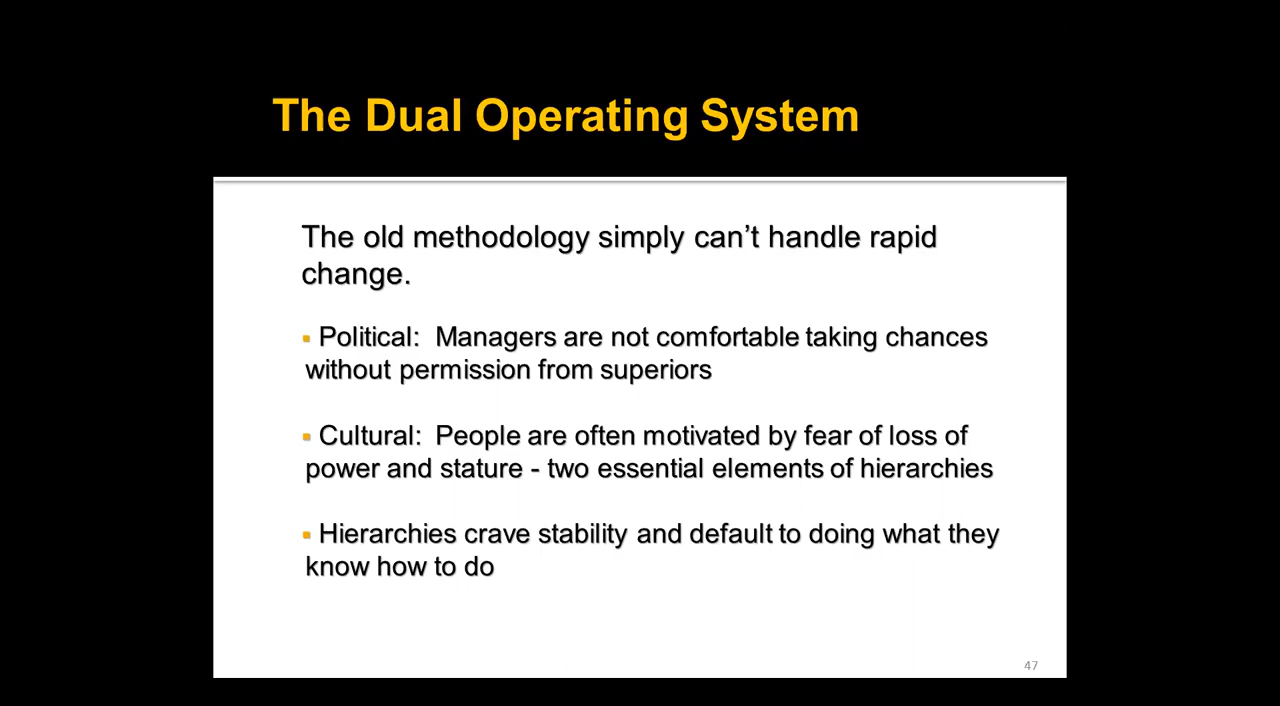 The Dual Operating System
The old methodology simply can’t handle rapid
change.
▪ Political:  Managers are not comfortable taking chances
without permission from superiors
▪ Cultural:  People are often motivated by fear of loss of
power and stature - two essential elements of hierarchies
▪ Hierarchies crave stability and default to doing what they
know how to do
47